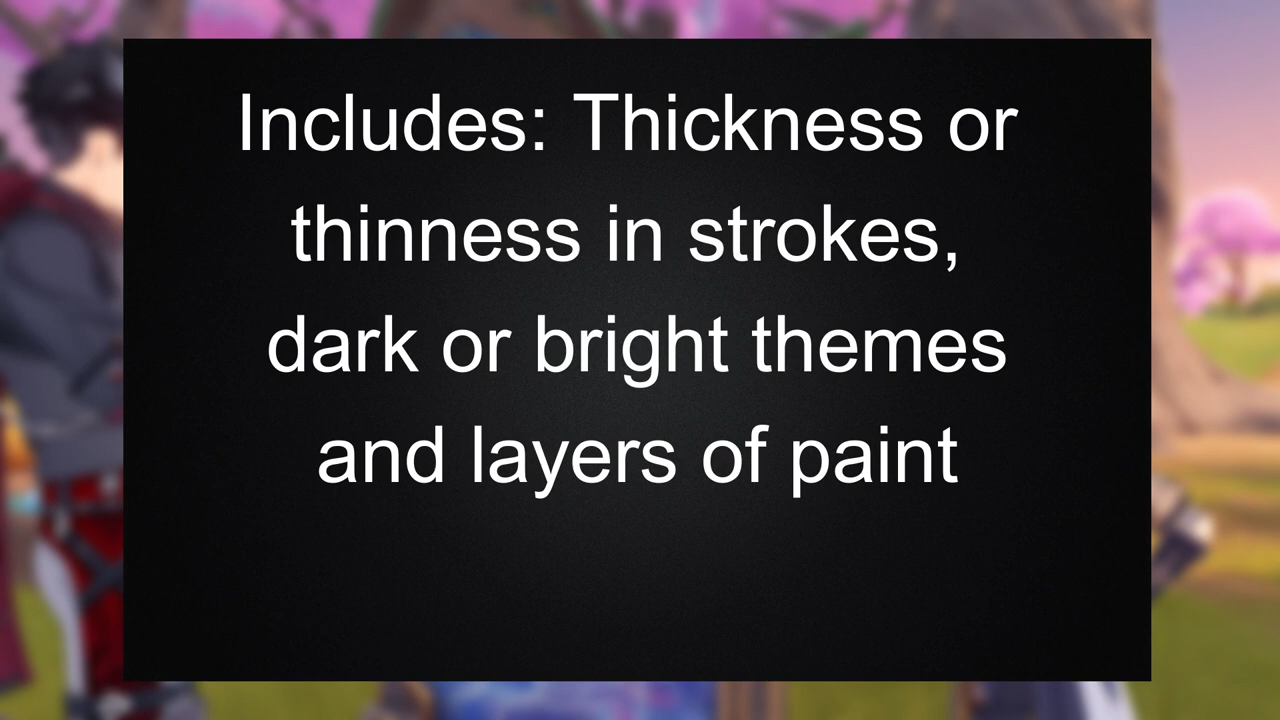 Includes: Thickness or
thinness in strokes,
dark or bright themes
and layers of paint